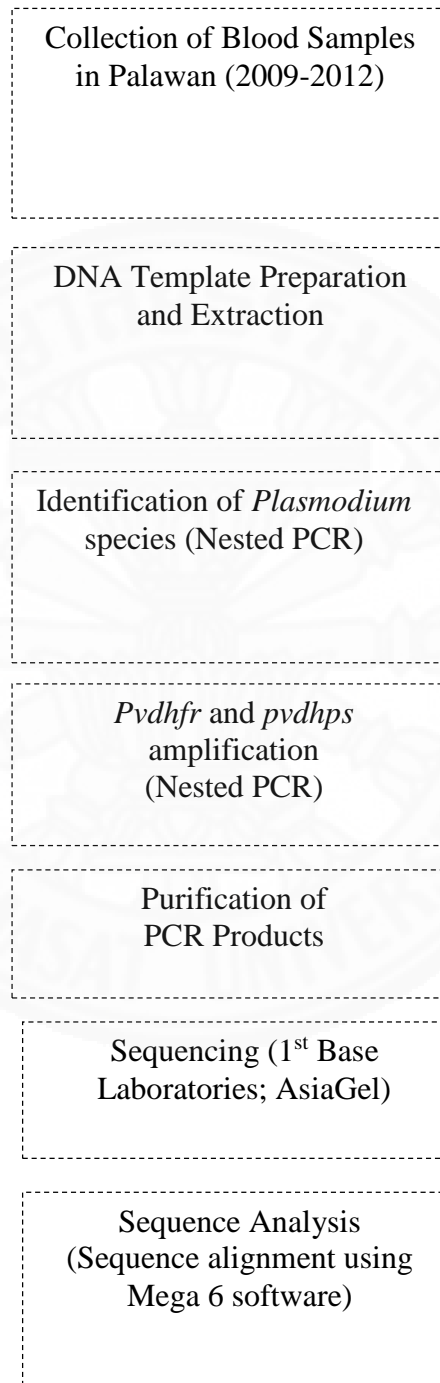 Collection of Blood Samples
in Palawan (2009-2012)
DNA Template Preparation
and Extraction
Identification of Plasmodium
species (Nested PCR)
Pvdhfr and pvdhps
amplification
(Nested PCR)
Purification of
PCR Products
Sequencing (1st Base
Laboratories; AsiaGel)
Sequence Analysis
(Sequence alignment using
Mega 6 software)